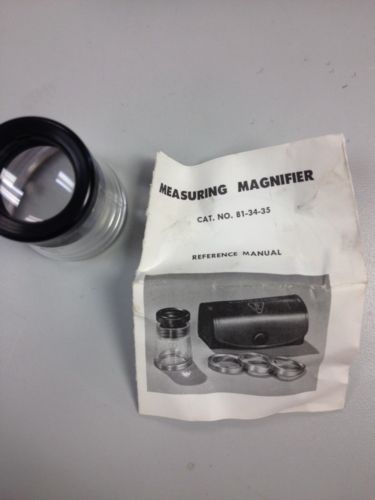 MEASURING MAGNIFIER
CAT. NO. 81-34-35
REFERENCE MANUAL